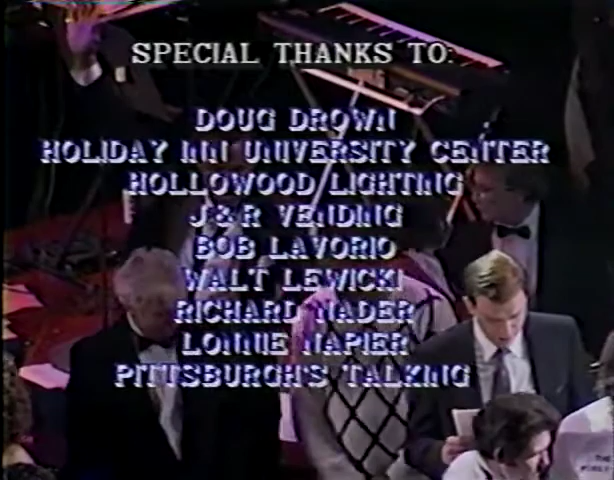 SPECIAL THANKS TO:
DOUG DROWN
HOLIDAY INN UNIVERSITY CENTER
HOLLOWOOD LIGHTING
J&R VENDING
BOB LAVORIO
WALT LEWICKI
RICHARD NADER
LONNIE NAPIER
PITTSBURGH'S TALKING